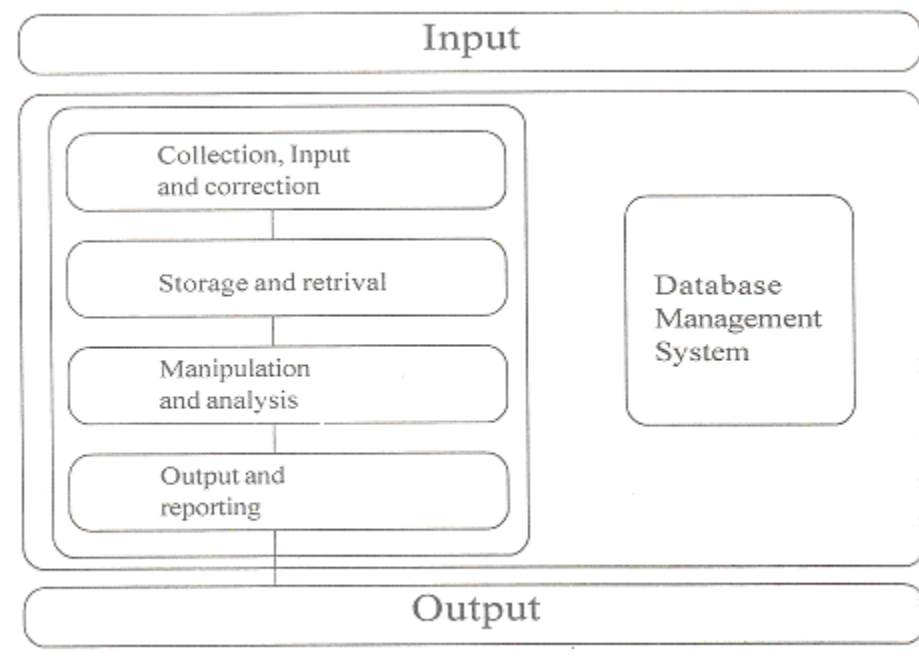 Input
Collection, Input
and correction
Storage and retrival
Manipulation
and analysis
Output and
reporting
Database
Management
System
Output